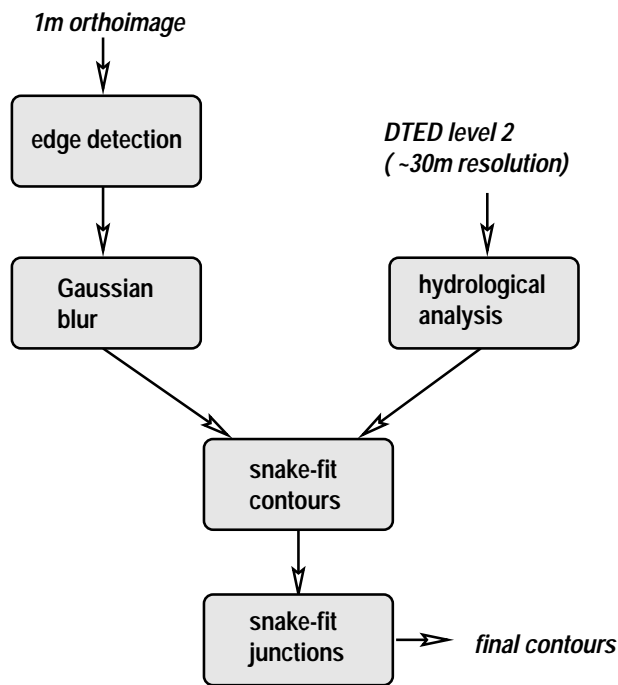 1m orthoimage
edge detection
DTED level 2
( ~30m resolution)
Gaussian
blur
hydrological
analysis
snake-fit
contours
snake-fit
junctions
final contours